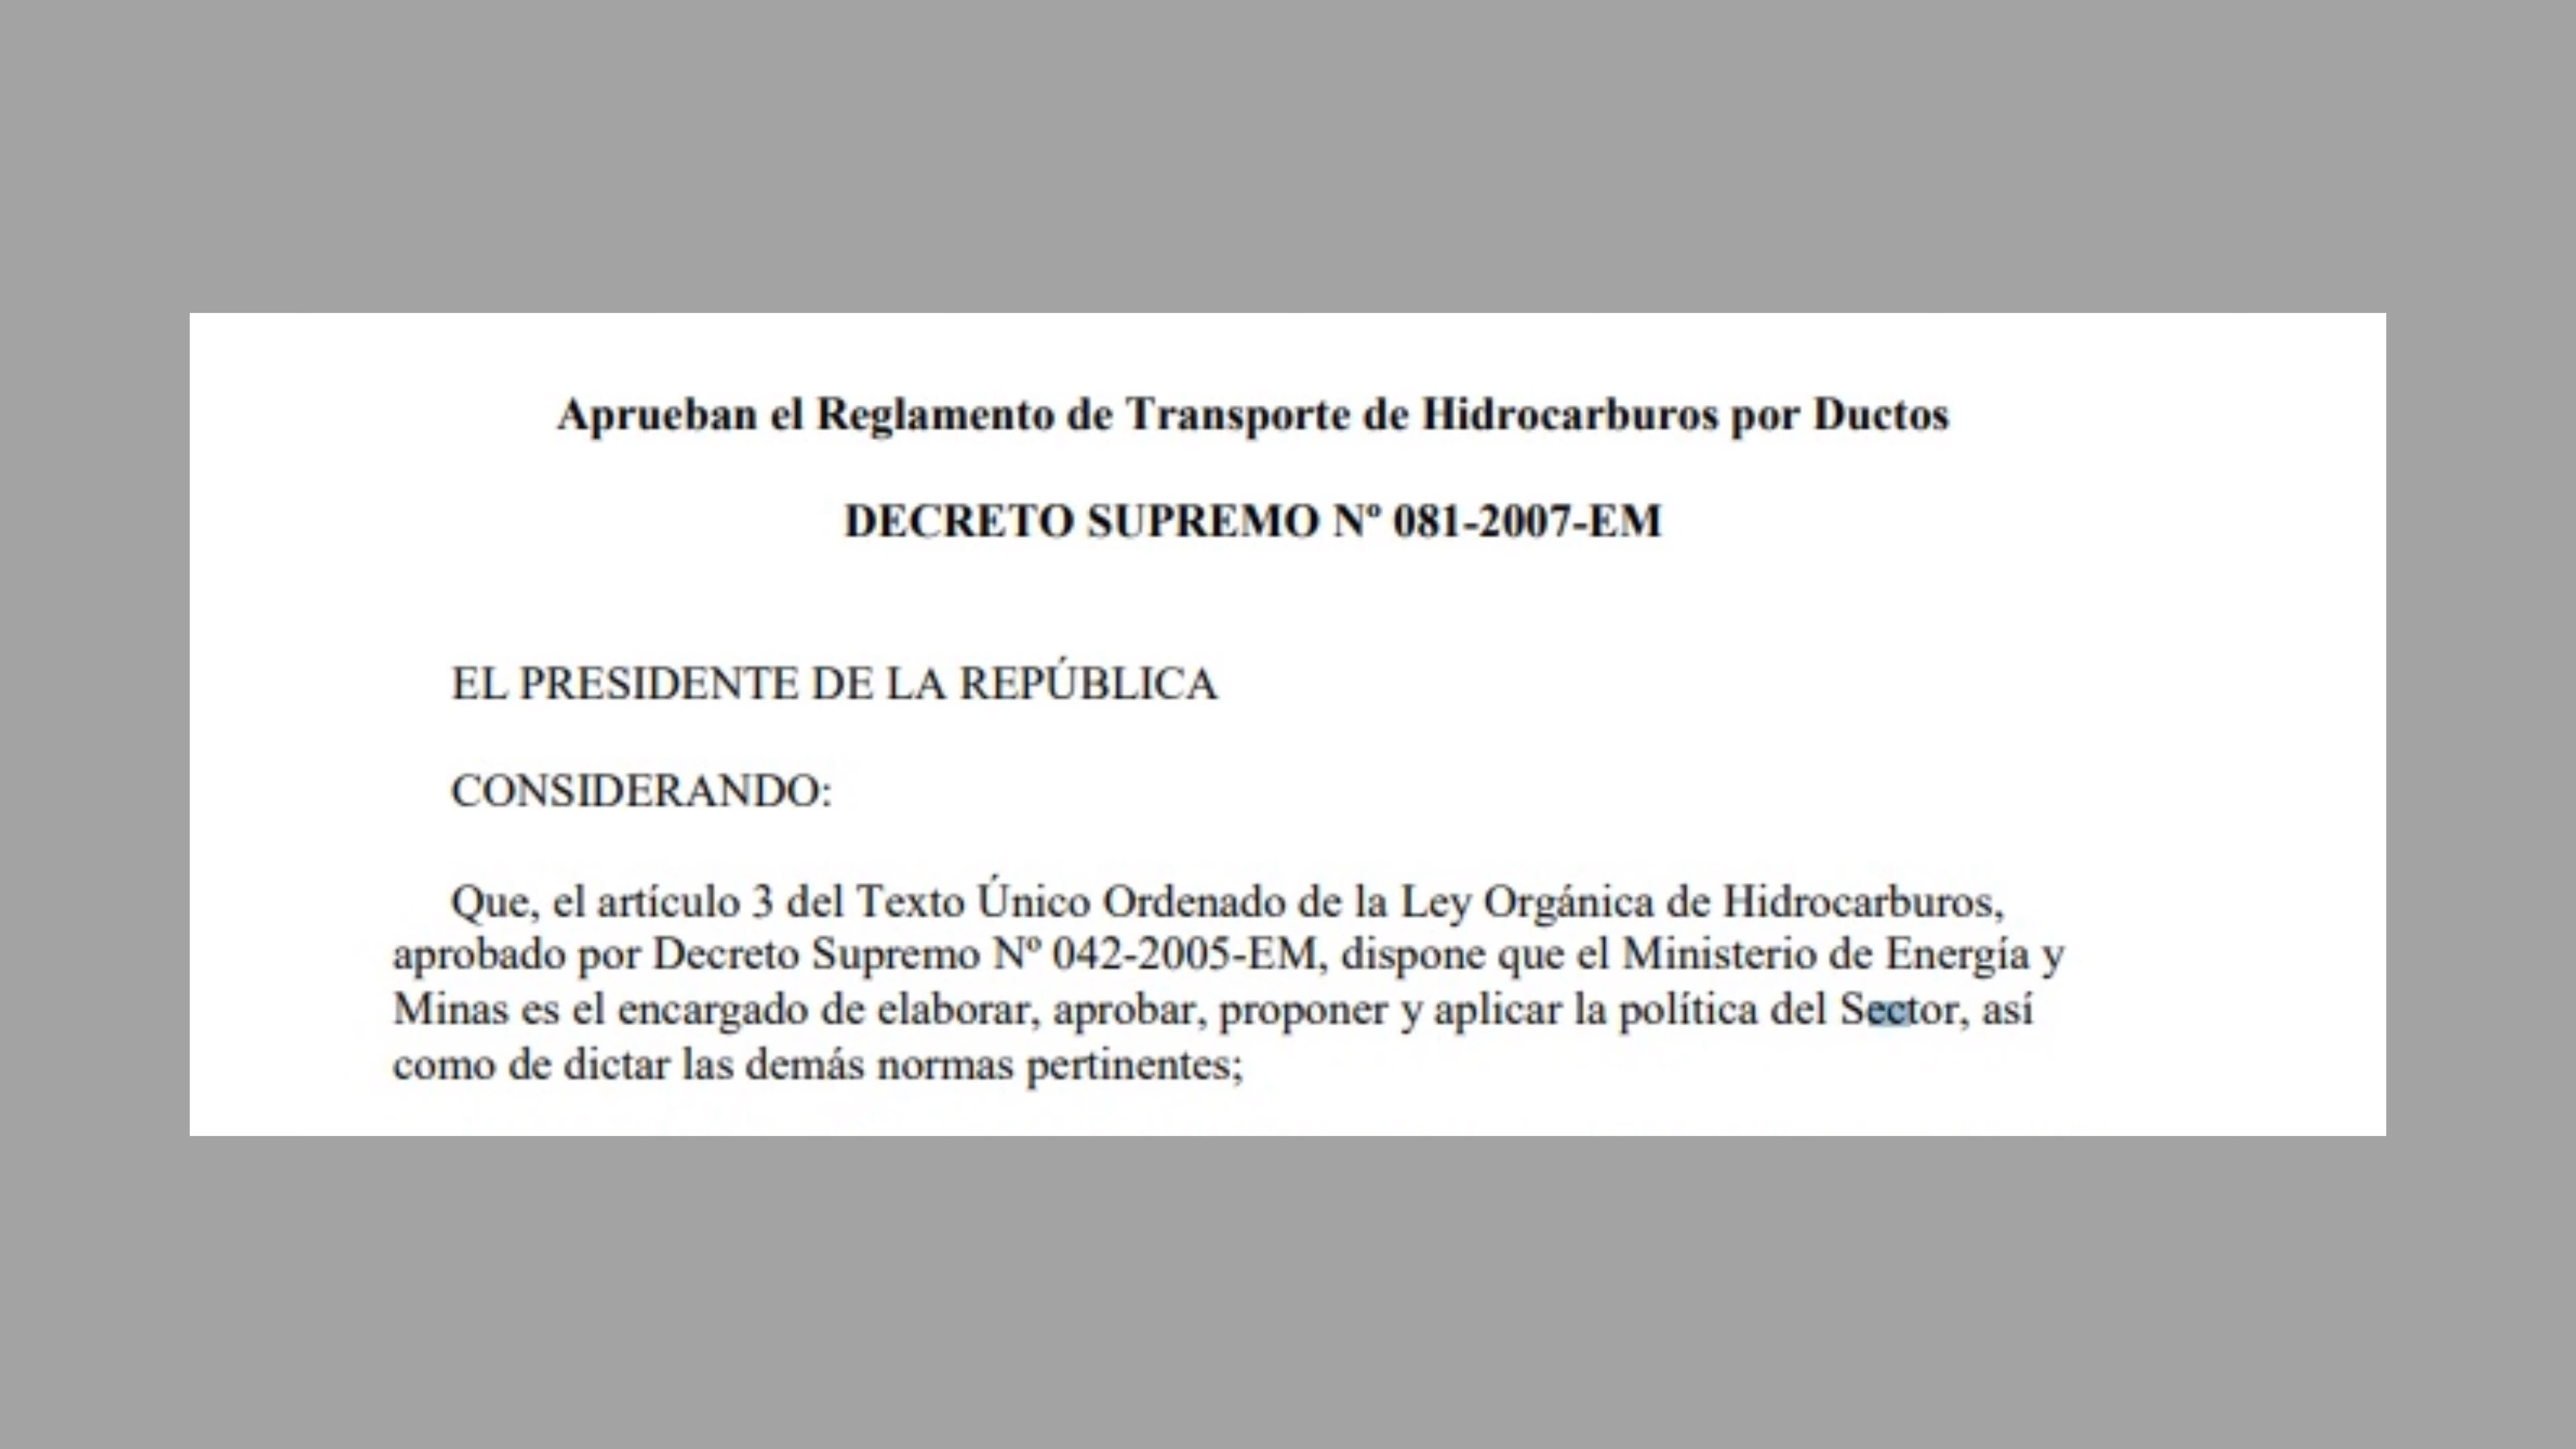 Aprueban el Reglamento de Transporte de Hidrocarburos por Ductos
DECRETO SUPREMO Nº 081-2007-EM
EL PRESIDENTE DE LA REPÚBLICA
CONSIDERANDO:
Que, el artículo 3 del Texto Único Ordenado de la Ley Orgánica de Hidrocarburos,
aprobado por Decreto Supremo Nº 042-2005-EM, dispone que el Ministerio de Energía y
Minas es el encargado de elaborar, aprobar, proponer y aplicar la política del Sector, así
como de dictar las demás normas pertinentes;